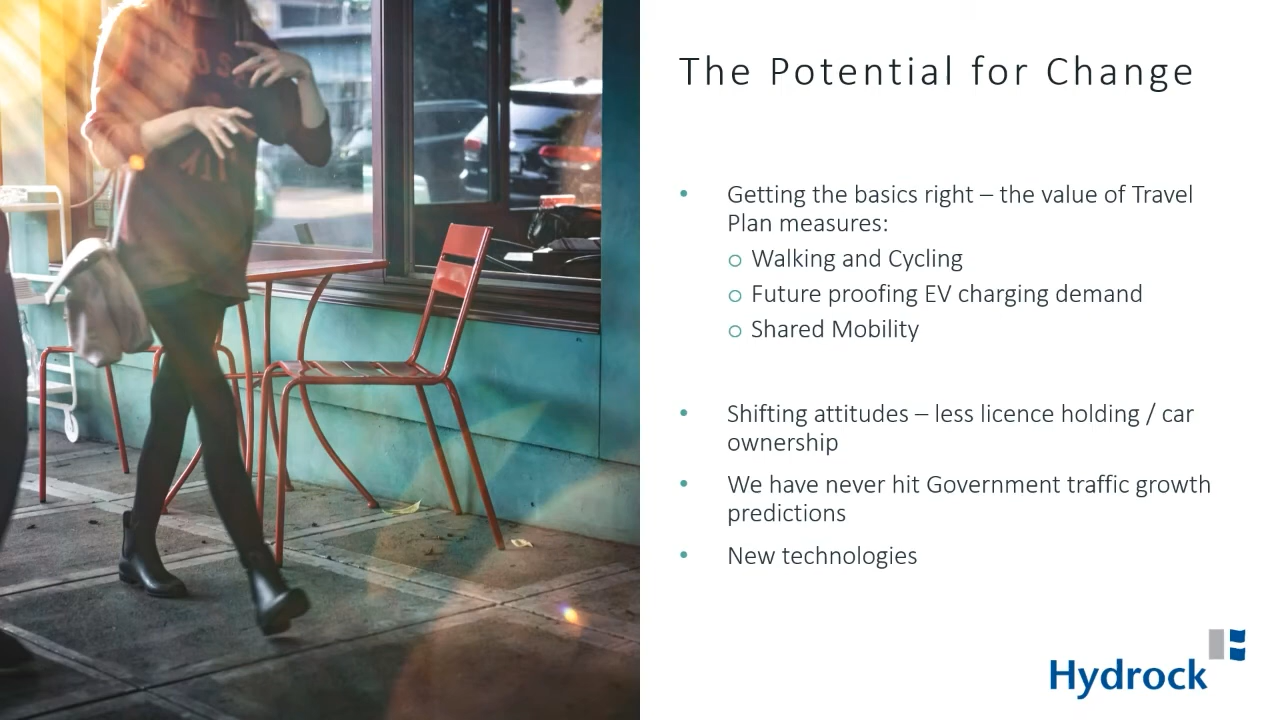 The Potential for Change
• Getting the basics right – the value of Travel
Plan measures:
o Walking and Cycling
o Future proofing EV charging demand
o Shared Mobility
• Shifting attitudes – less licence holding / car
ownership
• We have never hit Government traffic growth
predictions
• New technologies
Hydrock